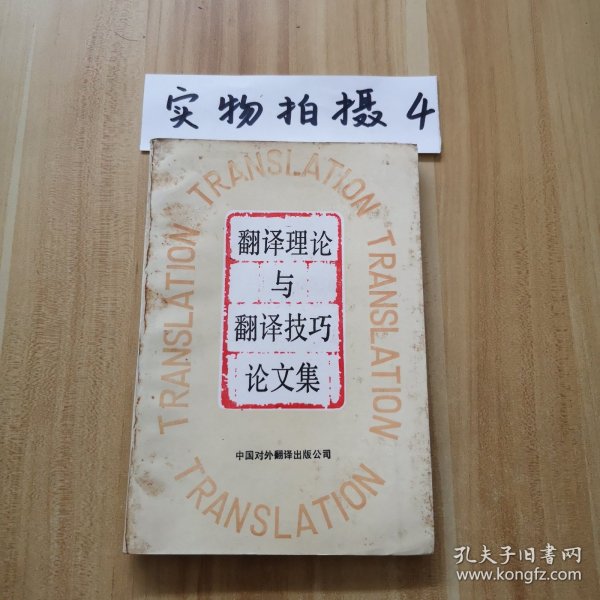 实物拍摄4
TRANSLATION
TRANSLATION
TRANSLATION
翻译理论
与
翻译技巧
论文集
中国对外翻译出版公司
TRANSLATION
孔夫子旧书网
www.kongfz.com